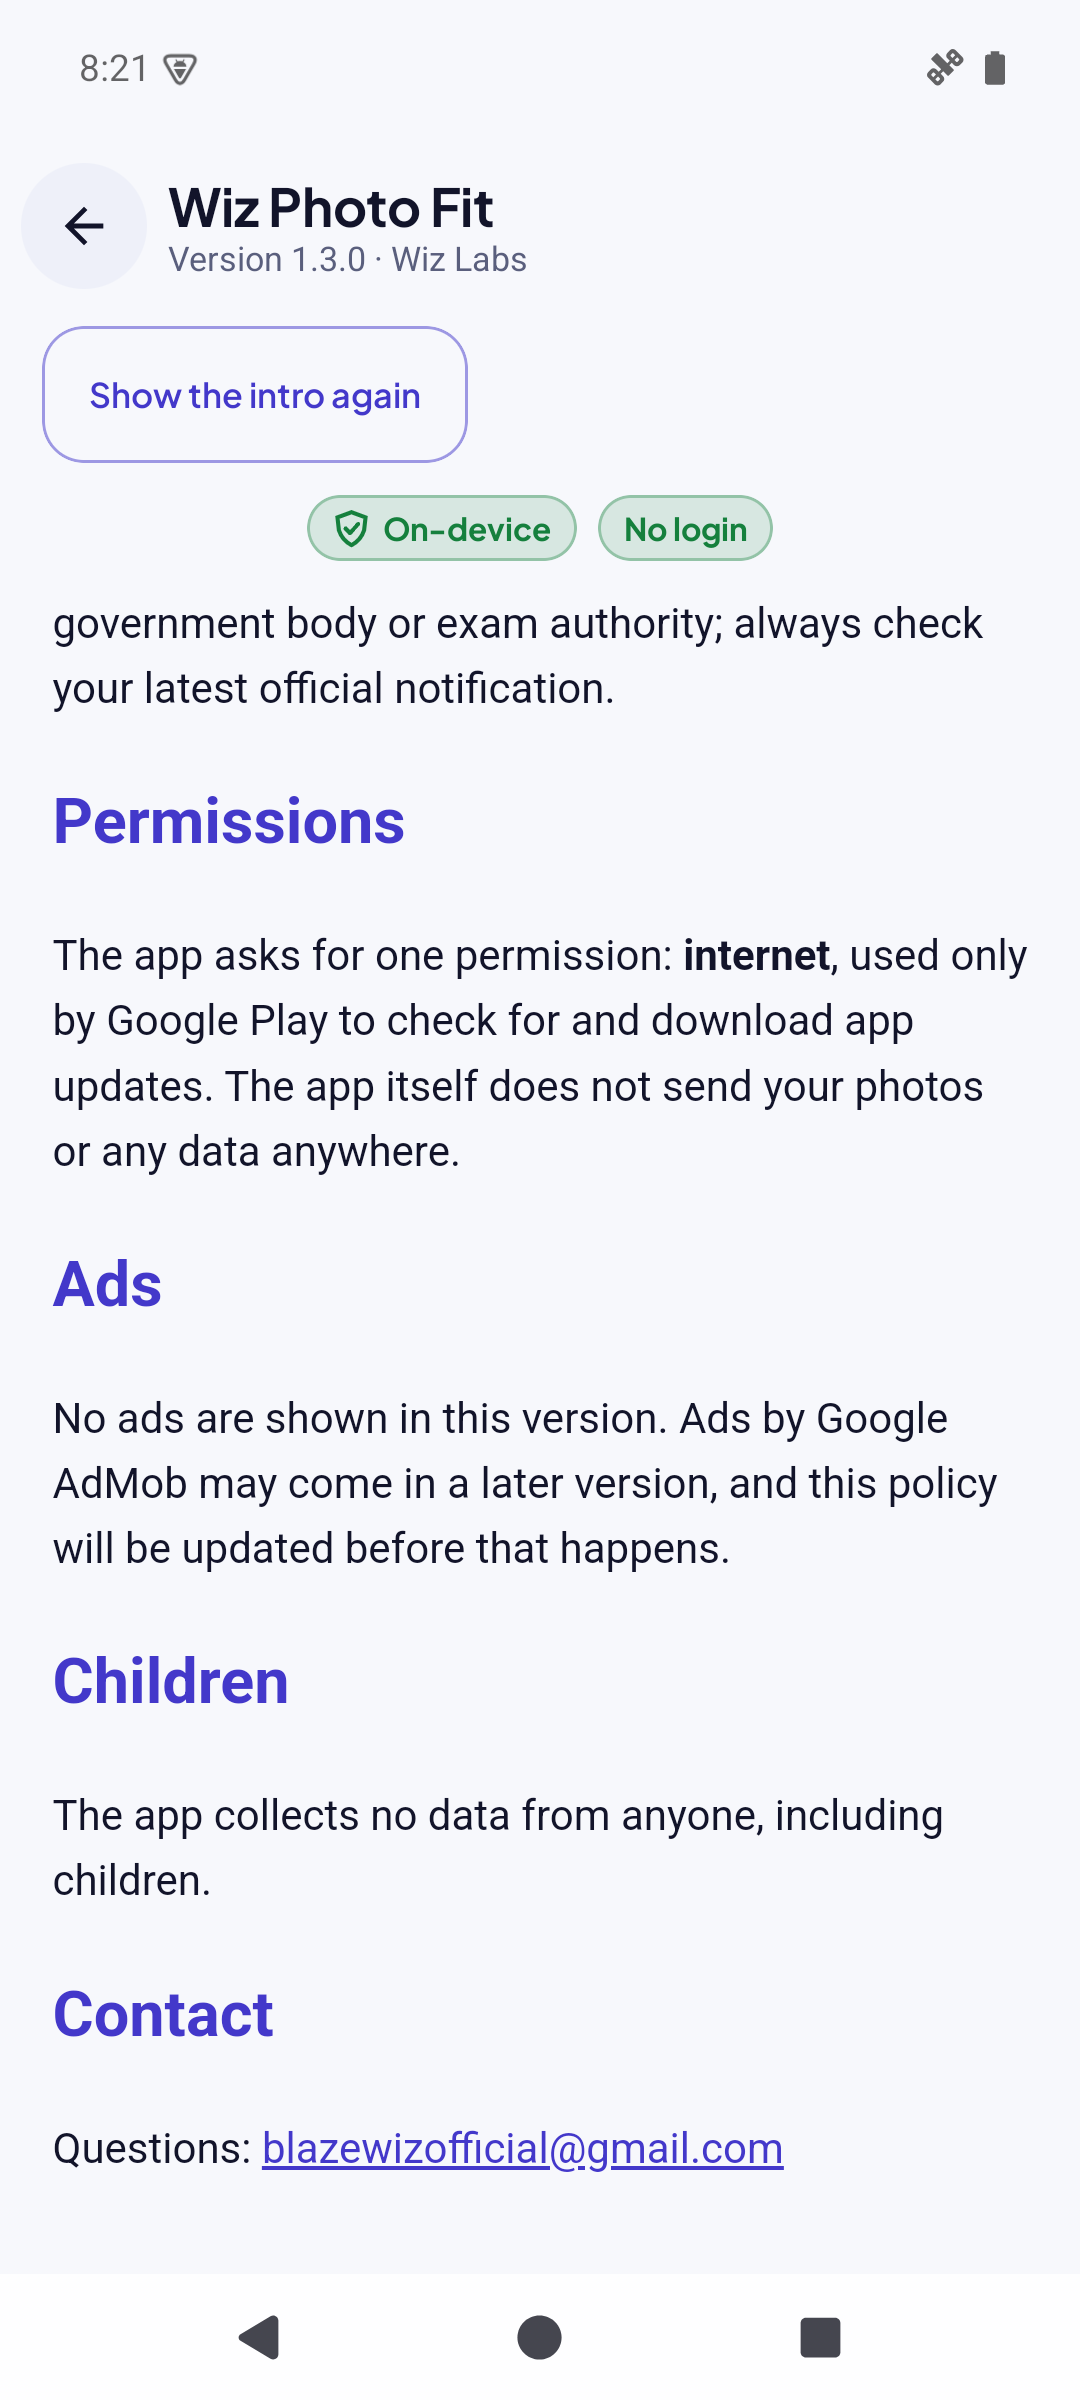 8:21
Wiz Photo Fit
Version 1.3.0 · Wiz Labs
Show the intro again
On-device No login
government body or exam authority; always check
your latest official notification.
Permissions
The app asks for one permission: internet, used only
by Google Play to check for and download app
updates. The app itself does not send your photos
or any data anywhere.
Ads
No ads are shown in this version. Ads by Google
AdMob may come in a later version, and this policy
will be updated before that happens.
Children
The app collects no data from anyone, including
children.
Contact
Questions: blazewizofficial@gmail.com